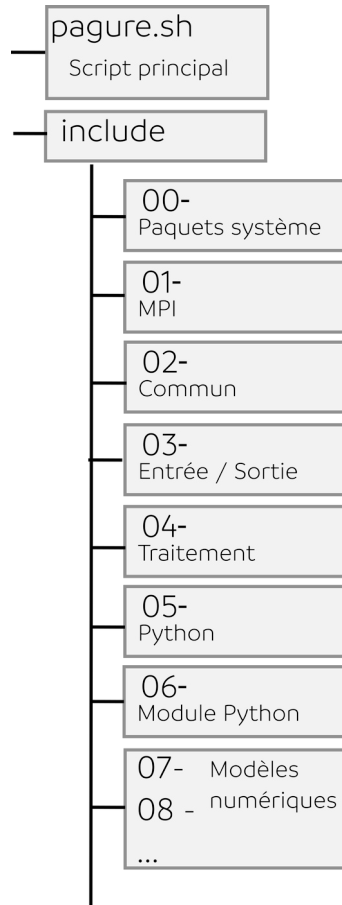 pagure.sh
Script principal
include
00-
Paquets système
01-
MPI
02-
Commun
03-
Entrée / Sortie
04-
Traitement
05-
Python
06-
Module Python
07- Modèles
08 - numériques
...